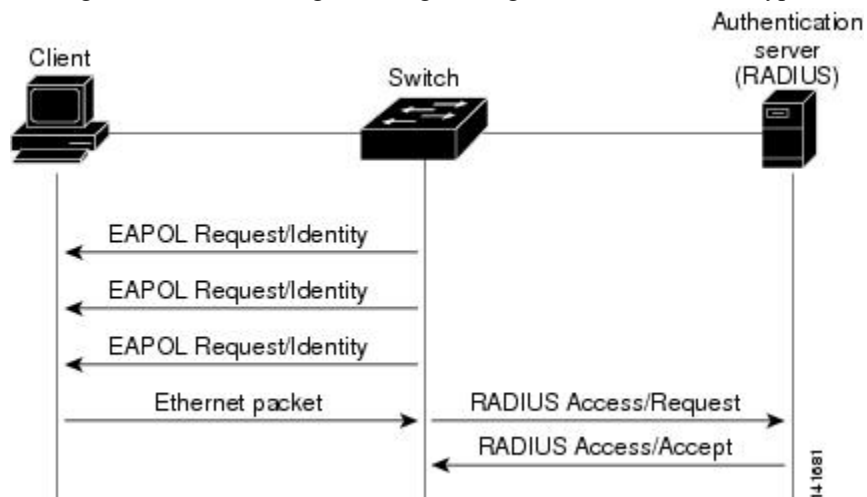 Authentication
server
(RADIUS)
Client
Switch
EAPOL Request/Identity
EAPOL Request/Identity
EAPOL Request/Identity
Ethernet packet
RADIUS Access/Request
RADIUS Access/Accept
141681